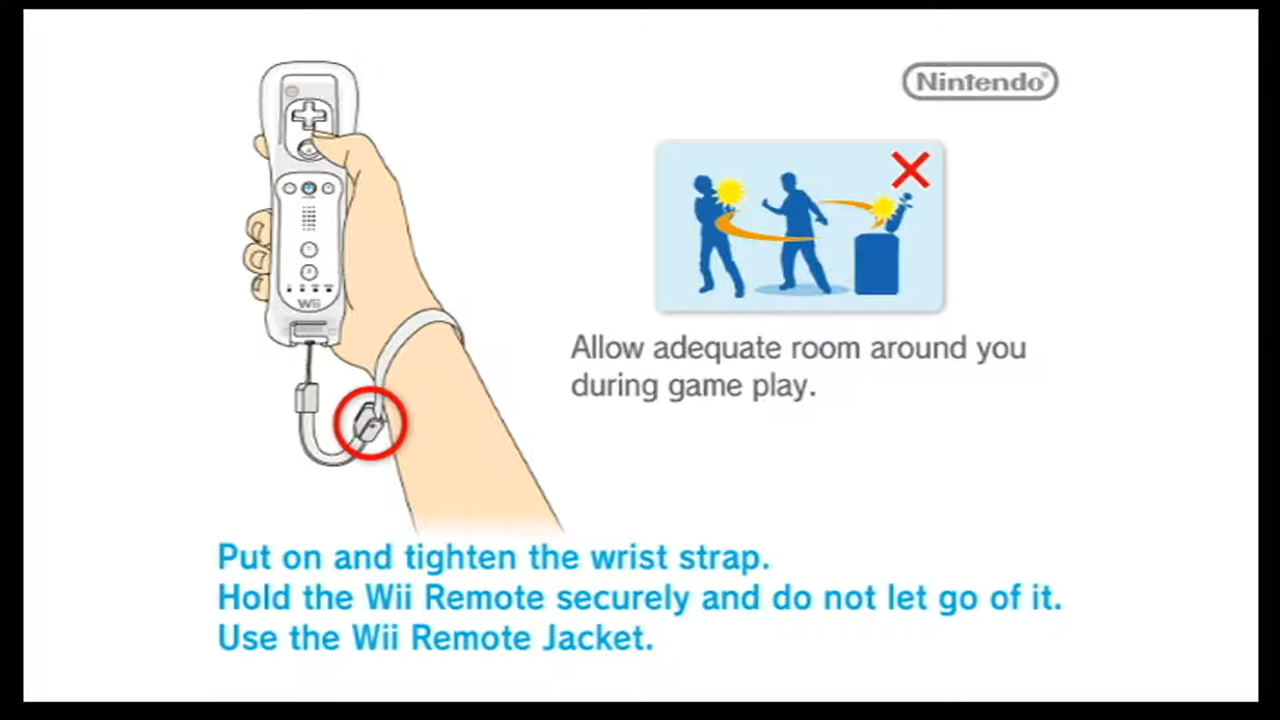 Nintendo®
Allow adequate room around you
during game play.
Wii
Put on and tighten the wrist strap.
Hold the Wii Remote securely and do not let go of it.
Use the Wii Remote Jacket.